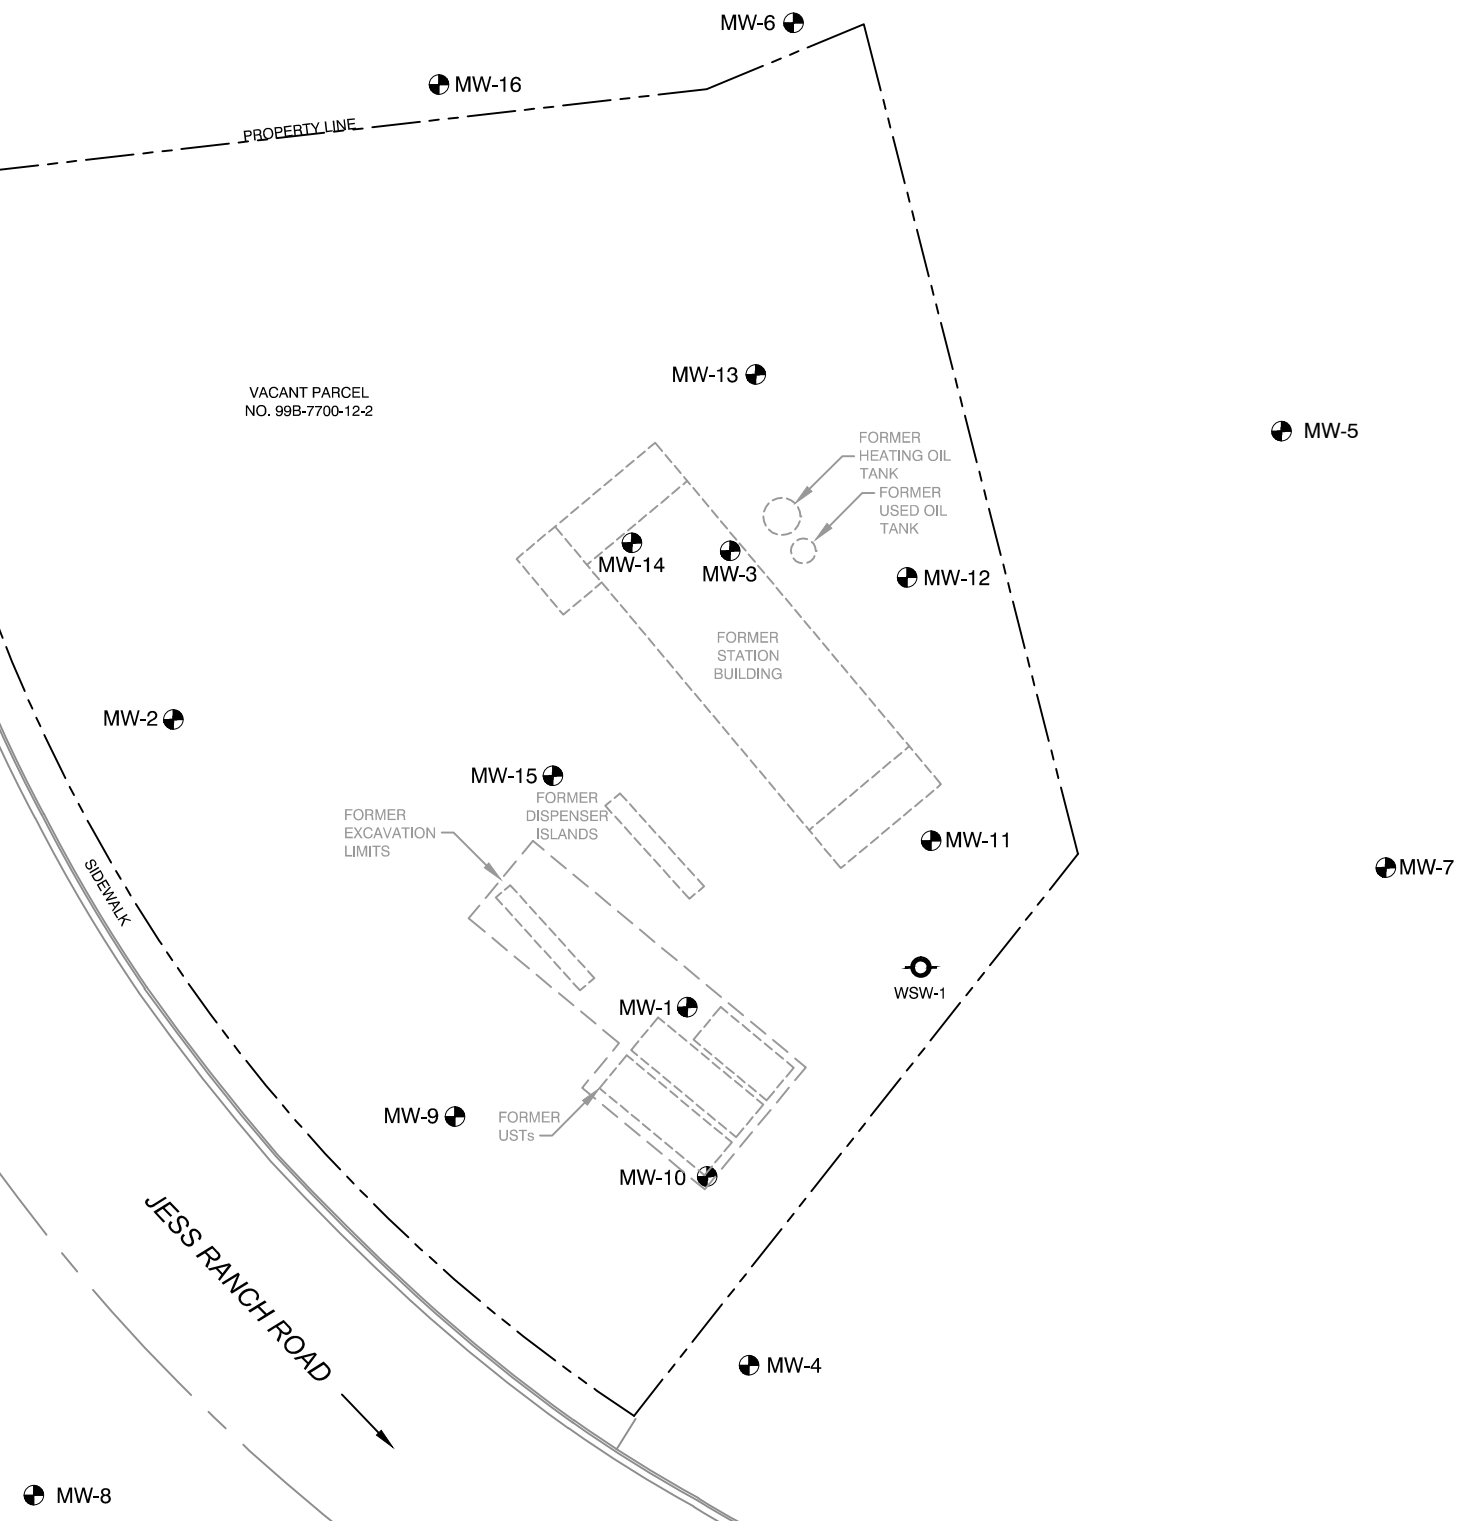 MW-6
MW-16
PROPERTY LINE
MW-13
VACANT PARCEL
NO. 99B-7700-12-2
MW-5
FORMER
HEATING OIL
TANK
FORMER
USED OIL
TANK
MW-14
MW-3
MW-12
FORMER
STATION
BUILDING
MW-2
MW-15
FORMER
DISPENSER
ISLANDS
FORMER
EXCAVATION
LIMITS
MW-11
MW-7
SIDEWALK
WSW-1
MW-1
MW-9
FORMER
USTs
MW-10
JESS RANCH ROAD
MW-4
MW-8